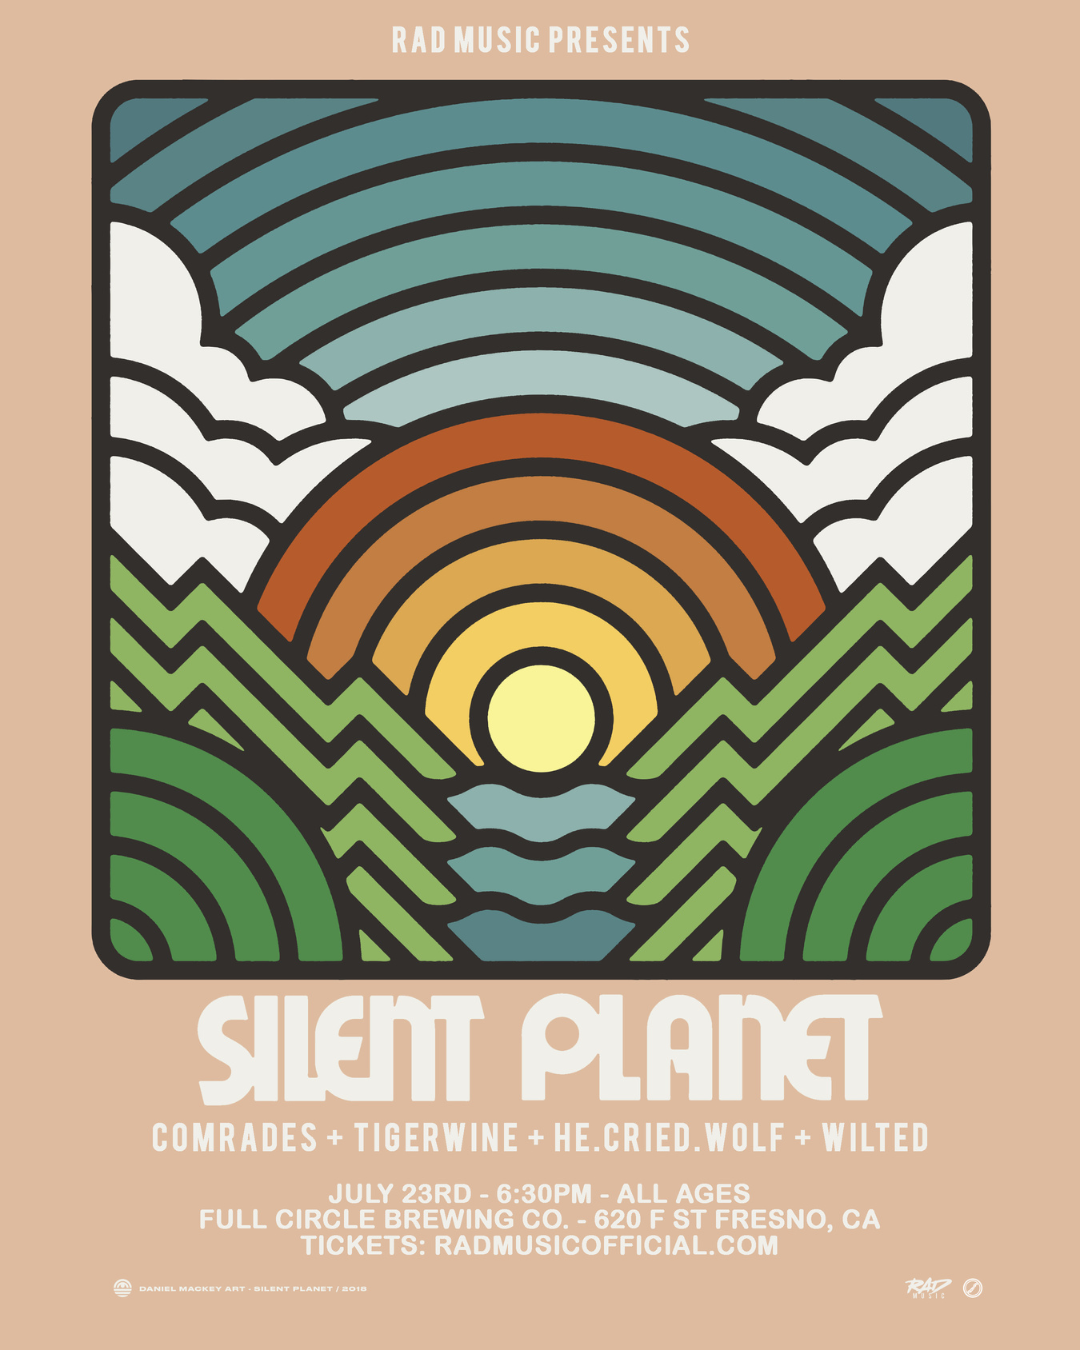 RAD MUSIC PRESENTS
SILENT PLANET
COMRADES + TIGERWINE + HE.CRIED.WOLF + WILTED
JULY 23RD - 6:30PM - ALL AGES
FULL CIRCLE BREWING CO. - 620 F ST FRESNO, CA
TICKETS: RADMUSICOFFICIAL.COM
DANIEL MACKEY ART - SILENT PLANET / 2018
RAD
MUSIC